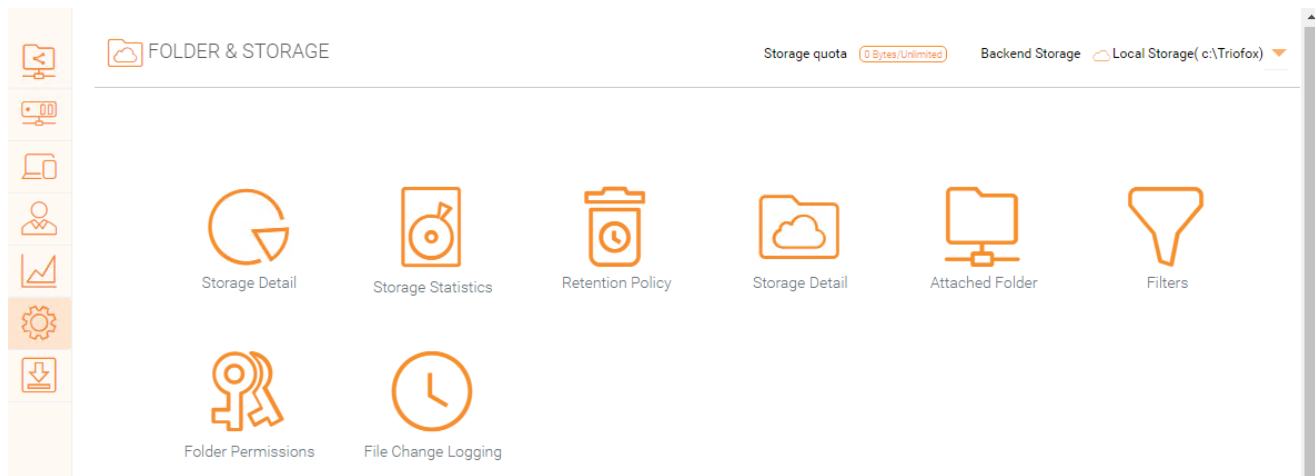 FOLDER & STORAGE
Storage quota 0 Bytes/Unlimited Backend Storage Local Storage( c:\Triofox)
Storage Detail Storage Statistics Retention Policy Storage Detail Attached Folder Filters
Folder Permissions File Change Logging